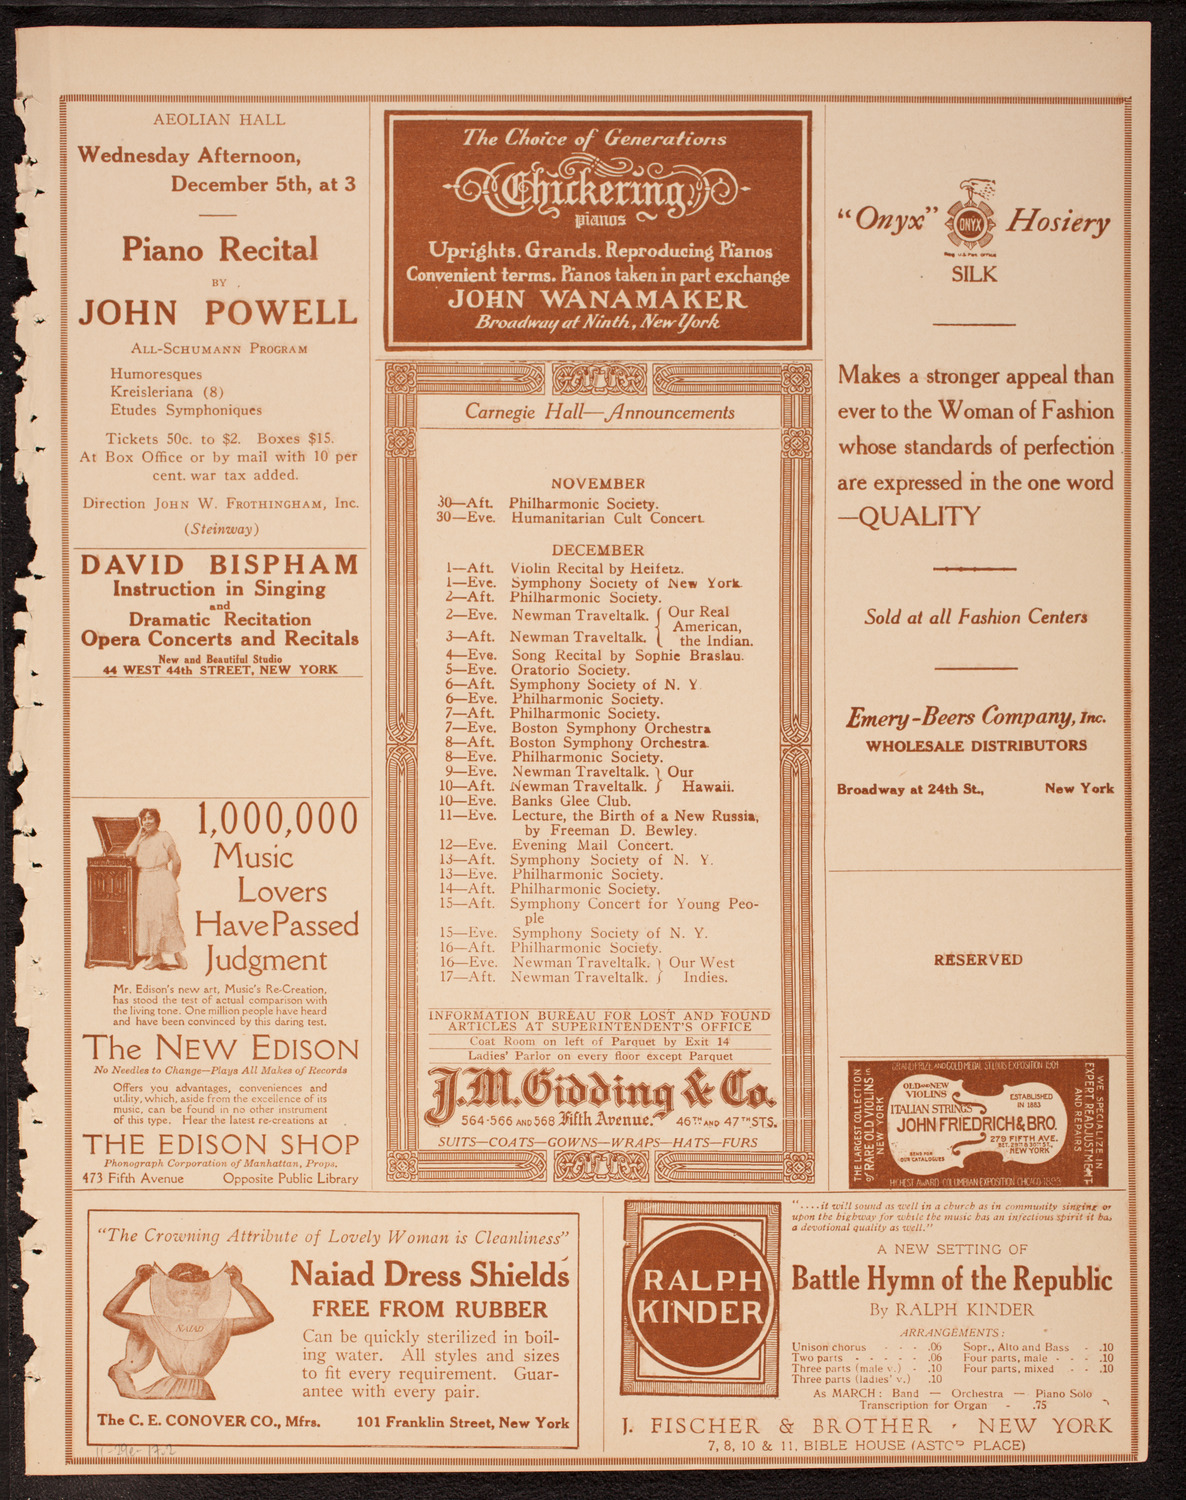 AEOLIAN HALL
Wednesday Afternoon,
December 5th, at 3
Piano Recital
BY
JOHN POWELL
ALL-SCHUMANN PROGRAM
Humoresques
Kreisleriana (8)
Etudes Symphoniques
Tickets 50c. to $2. Boxes $15.
At Box Office or by mail with 10 per
cent. war tax added.
Direction JOHN W. FROTHINGHAM, Inc.
(Steinway)
DAVID BISPHAM
Instruction in Singing
and
Dramatic Recitation
Opera Concerts and Recitals
New and Beautiful Studio
44 WEST 44th STREET, NEW YORK
1,000,000
Music
Lovers
Have Passed
Judgment
Mr. Edison's new art, Music's Re-Creation,
has stood the test of actual comparison with
the living tone. One million people have heard
and have been convinced by this daring test.
The NEW EDISON
No Needles to Change—Plays All Makes of Records
Offers you advantages, conveniences and
utility, which, aside from the excellence of its
music, can be found in no other instrument
of this type. Hear the latest re-creations at
THE EDISON SHOP
Phonograph Corporation of Manhattan, Props.
473 Fifth Avenue Opposite Public Library
The Choice of Generations
Chickering
pianos
Uprights. Grands. Reproducing Pianos
Convenient terms. Pianos taken in part exchange
JOHN WANAMAKER
Broadway at Ninth, New York
Carnegie Hall—Announcements
NOVEMBER
30—Aft. Philharmonic Society.
30—Eve. Humanitarian Cult Concert.
DECEMBER
1—Aft. Violin Recital by Heifetz.
1—Eve. Symphony Society of New York.
2—Aft. Philharmonic Society.
2—Eve. Newman Traveltalk. { Our Real
American,
3—Aft. Newman Traveltalk. { the Indian.
4—Eve. Song Recital by Sophie Braslau.
5—Eve. Oratorio Society.
6—Aft. Symphony Society of N. Y.
6—Eve. Philharmonic Society.
7—Aft. Philharmonic Society.
7—Eve. Boston Symphony Orchestra
8—Aft. Boston Symphony Orchestra.
8—Eve. Philharmonic Society.
9—Eve. Newman Traveltalk. } Our
10—Aft. Newman Traveltalk. } Hawaii.
10—Eve. Banks Glee Club.
11—Eve. Lecture, the Birth of a New Russia,
by Freeman D. Bewley.
12—Eve. Evening Mail Concert.
13—Aft. Symphony Society of N. Y.
13—Eve. Philharmonic Society.
14—Aft. Philharmonic Society.
15—Aft. Symphony Concert for Young Peo-
ple
15—Eve. Symphony Society of N. Y.
16—Aft. Philharmonic Society.
16—Eve. Newman Traveltalk. } Our West
17—Aft. Newman Traveltalk. } Indies.
INFORMATION BUREAU FOR LOST AND FOUND
ARTICLES AT SUPERINTENDENT'S OFFICE
Coat Room on left of Parquet by Exit 14
Ladies' Parlor on every floor except Parquet
J.M. Gidding & Co.
564-566 AND 568 Fifth Avenue. 46TH AND 47TH STS.
SUITS—COATS—GOWNS—WRAPS—HATS—FURS
"Onyx" ONYX Hosiery
Reg. U.S. Pat. Office
SILK
Makes a stronger appeal than
ever to the Woman of Fashion
whose standards of perfection
are expressed in the one word
—QUALITY
Sold at all Fashion Centers
Emery-Beers Company, Inc.
WHOLESALE DISTRIBUTORS
Broadway at 24th St., New York
RESERVED
GRAND PRIZE AND GOLD MEDAL ST LOUIS EXPOSITION 1904
THE LARGEST COLLECTION
of RARE OLD VIOLINS in
NEW YORK
OLD AND NEW
VIOLINS
ITALIAN STRINGS
ESTABLISHED
IN 1883
JOHN FRIEDRICH & BRO.
279 FIFTH AVE.
BET. 29TH & 30TH ST.
NEW YORK
SEND FOR
OUR CATALOGUES
WE SPECIALIZE IN
EXPERT READJUSTMENT
AND REPAIRS
HIGHEST AWARD COLUMBIAN EXPOSITION CHICAGO 1893
"The Crowning Attribute of Lovely Woman is Cleanliness"
NAIAD
Naiad Dress Shields
FREE FROM RUBBER
Can be quickly sterilized in boil-
ing water. All styles and sizes
to fit every requirement. Guar-
antee with every pair.
The C. E. CONOVER CO., Mfrs. 101 Franklin Street, New York
RALPH
KINDER
"....it will sound as well in a church as in community singing or
upon the highway for while the music has an infectious spirit it has
a devotional quality as well."
A NEW SETTING OF
Battle Hymn of the Republic
By RALPH KINDER
ARRANGEMENTS:
Unison chorus - - - .06 Sopr., Alto and Bass - .10
Two parts - - - - - .06 Four parts, male - - - .10
Three parts (male v.) - .10 Four parts, mixed - - .10
Three parts (ladies' v.) .10
As MARCH: Band — Orchestra — Piano Solo
Transcription for Organ - .75
J. FISCHER & BROTHER - NEW YORK
7, 8, 10 & 11, BIBLE HOUSE (ASTOR PLACE)